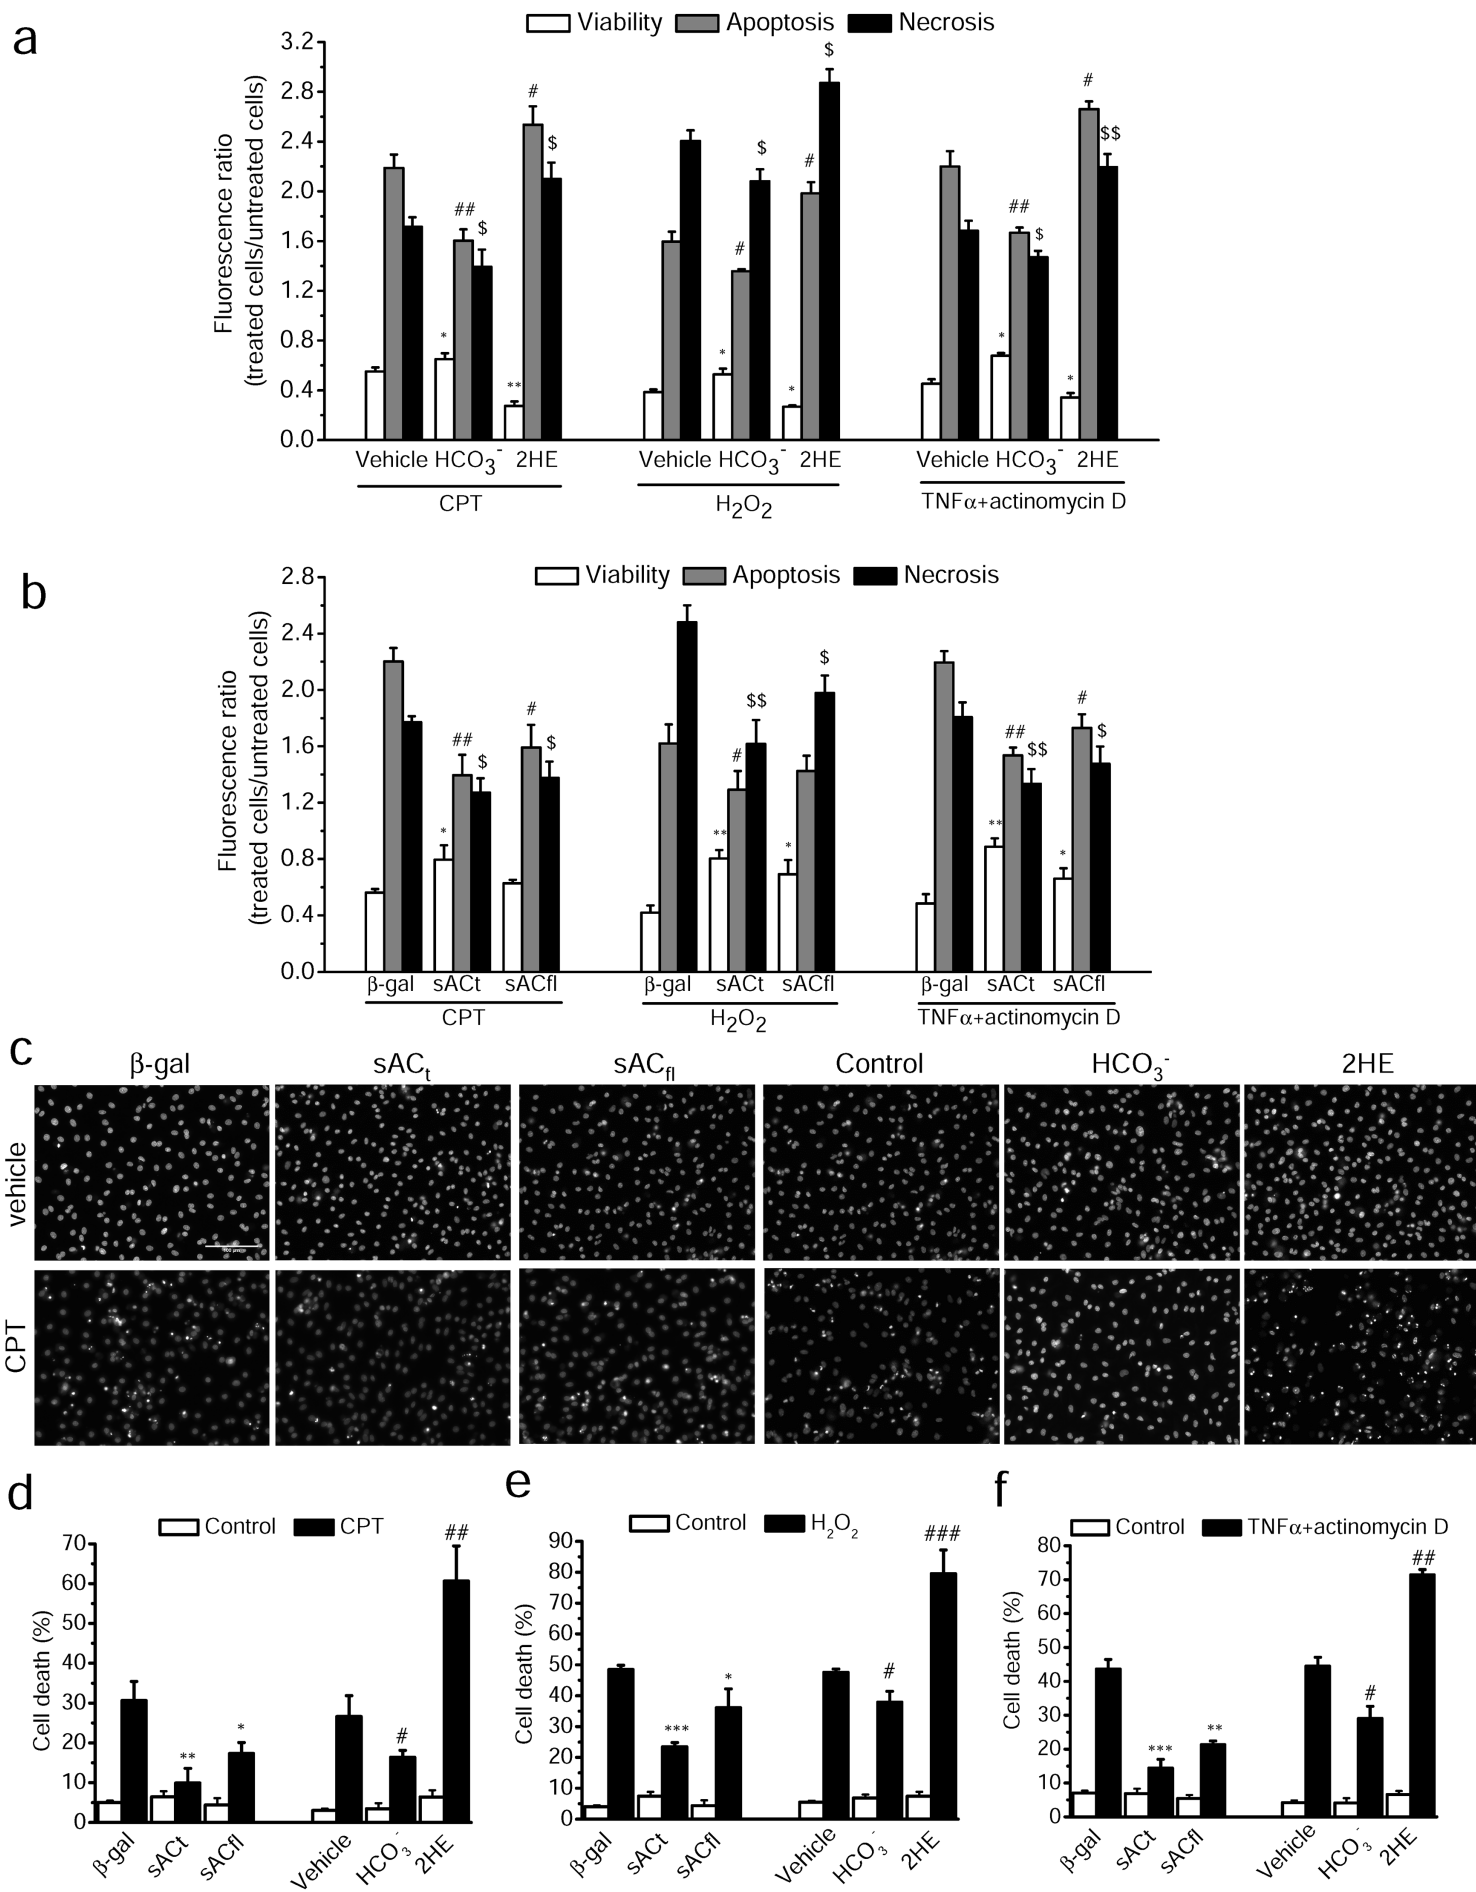 a
Viability Apoptosis Necrosis
Fluorescence ratio
(treated cells/untreated cells)
3.2
2.8
2.4
2.0
1.6
1.2
0.8
0.4
0.0
* ## $ ** # $
* # $ * # $
* ## $ * # $$
Vehicle HCO3- 2HE Vehicle HCO3- 2HE Vehicle HCO3- 2HE
CPT H2O2 TNFα+actinomycin D
b
Viability Apoptosis Necrosis
Fluorescence ratio
(treated cells/untreated cells)
2.8
2.4
2.0
1.6
1.2
0.8
0.4
0.0
* ## $ # $
** # $$ * $
** ## $$ * # $
β-gal sACt sACfl β-gal sACt sACfl β-gal sACt sACfl
CPT H2O2 TNFα+actinomycin D
c
β-gal sACt sACfl Control HCO3- 2HE
vehicle
CPT
d
Control CPT
Cell death (%)
70
60
50
40
30
20
10
0
** * # ##
β-gal sACt sACfl Vehicle HCO3- 2HE
e
Control H2O2
Cell death (%)
90
80
70
60
50
40
30
20
10
0
*** * # ###
β-gal sACt sACfl Vehicle HCO3- 2HE
f
Control TNFα+actinomycin D
Cell death (%)
80
70
60
50
40
30
20
10
0
*** ** # ##
β-gal sACt sACfl Vehicle HCO3- 2HE